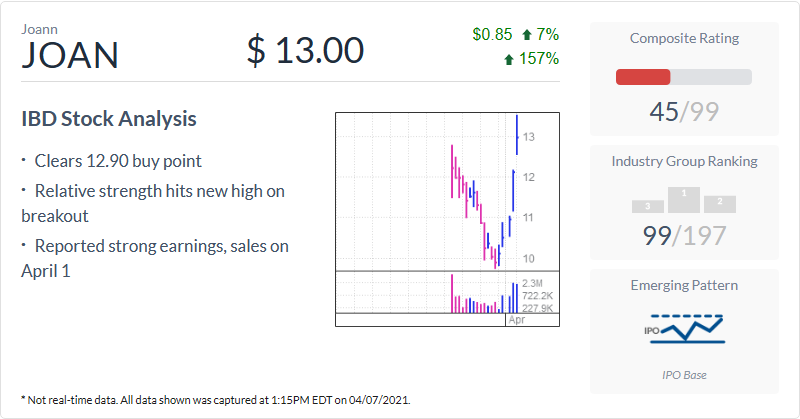 Joann
JOAN
$ 13.00
$0.85 7%
157%
IBD Stock Analysis
· Clears 12.90 buy point
· Relative strength hits new high on
breakout
· Reported strong earnings, sales on
April 1
13
12
11
10
2.3M
722.2K
227.9K
Apr
* Not real-time data. All data shown was captured at 1:15PM EDT on 04/07/2021.
Composite Rating
45/99
Industry Group Ranking
3 1 2
99/197
Emerging Pattern
IPO
IPO Base